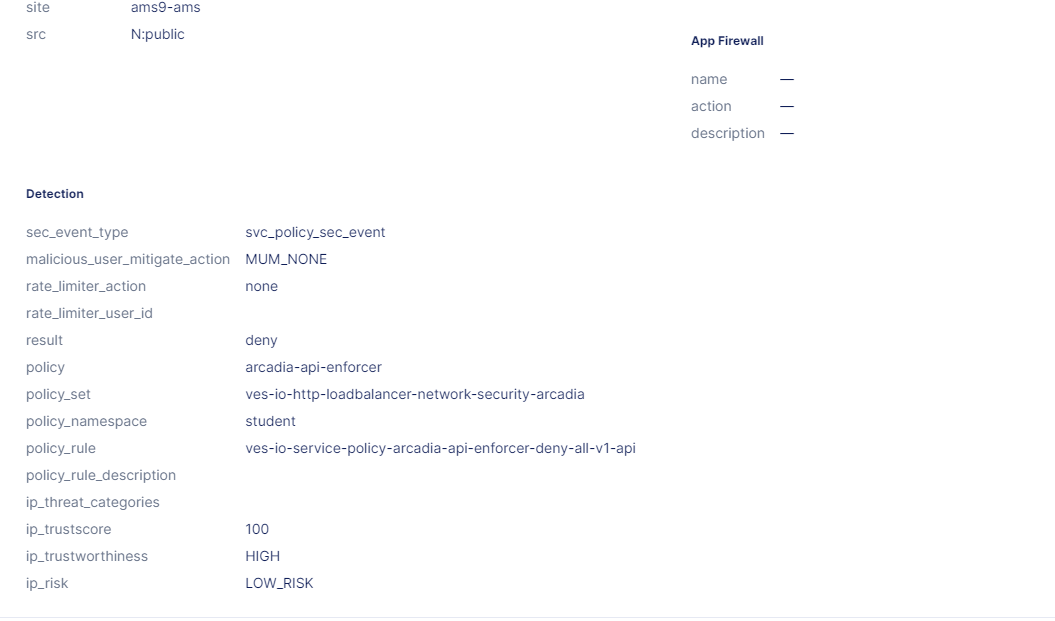 site ams9-ams
src N:public
App Firewall
name —
action —
description —
Detection
sec_event_type svc_policy_sec_event
malicious_user_mitigate_action MUM_NONE
rate_limiter_action none
rate_limiter_user_id
result deny
policy arcadia-api-enforcer
policy_set ves-io-http-loadbalancer-network-security-arcadia
policy_namespace student
policy_rule ves-io-service-policy-arcadia-api-enforcer-deny-all-v1-api
policy_rule_description
ip_threat_categories
ip_trustscore 100
ip_trustworthiness HIGH
ip_risk LOW_RISK